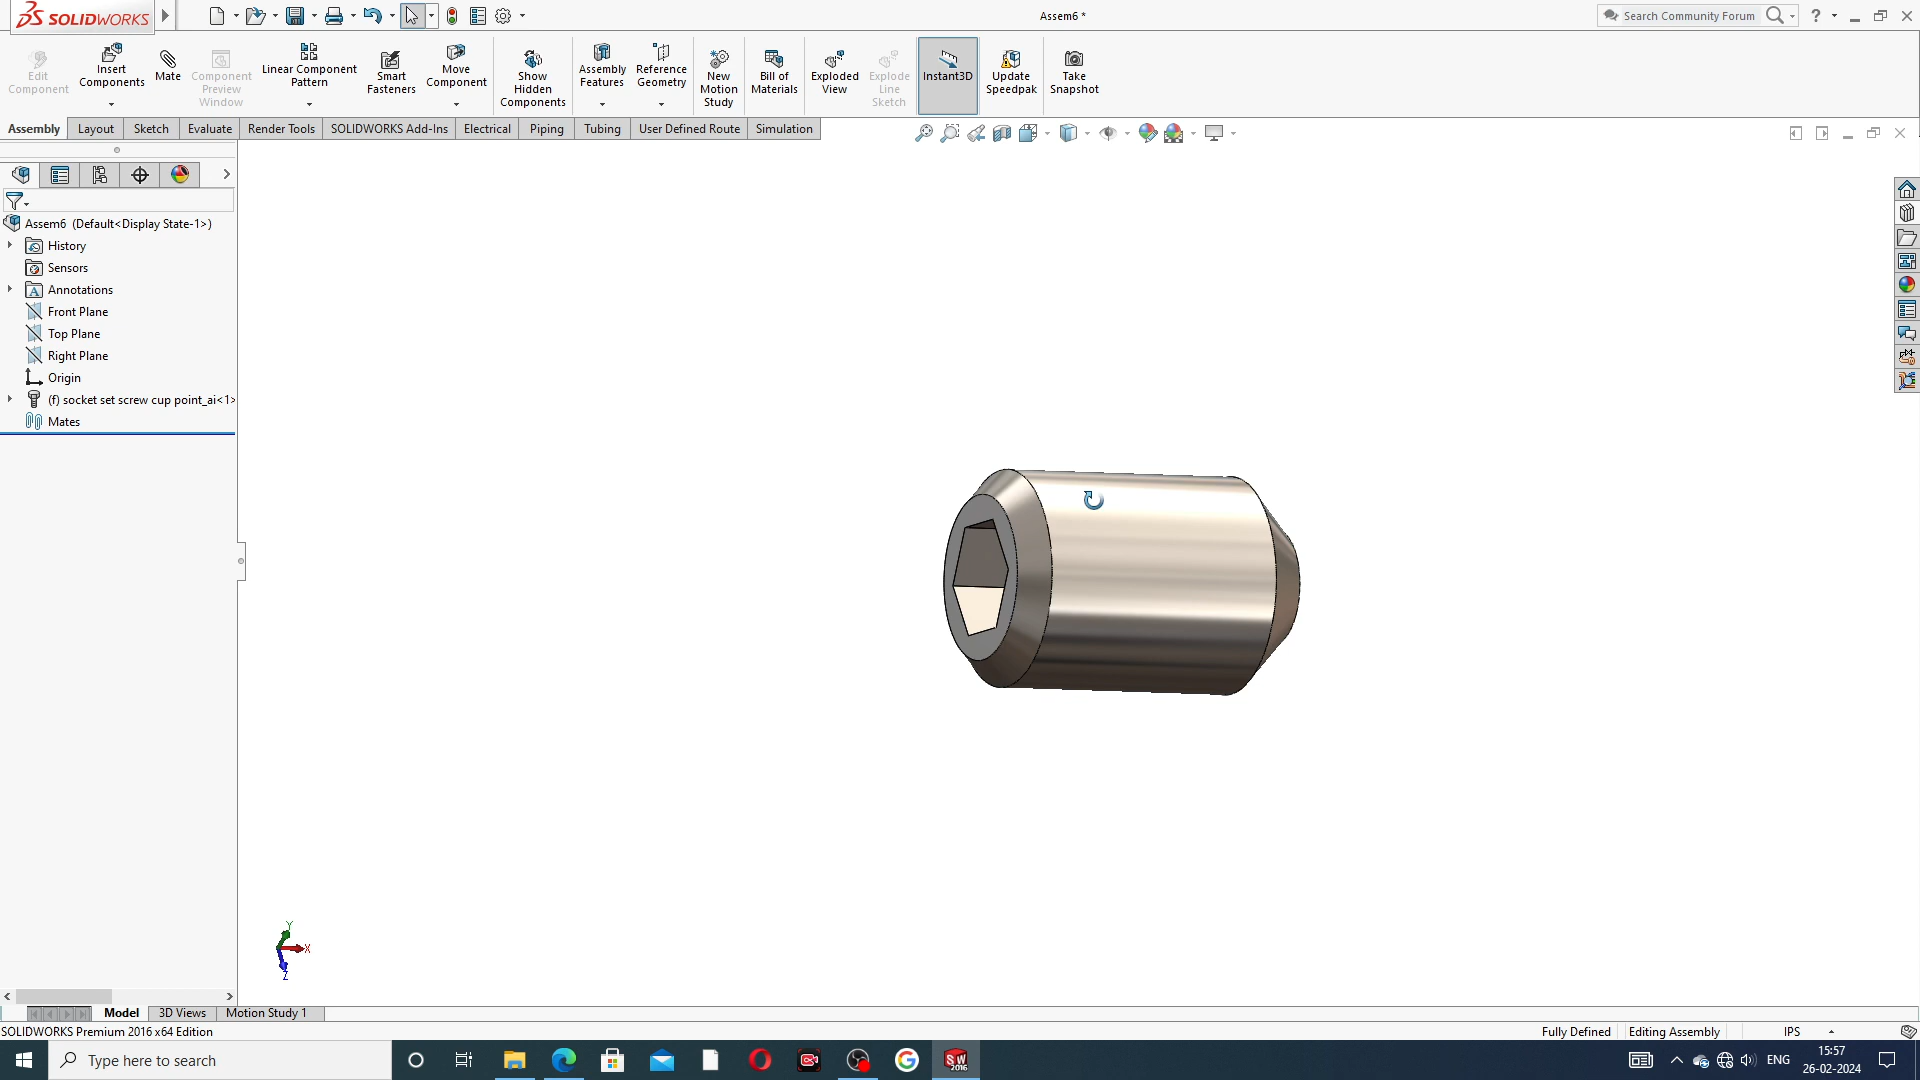 SOLIDWORKS
Assem6 *
Search Community Forum
?
Edit
Component
Insert
Components
Mate
Component
Preview
Window
Linear Component
Pattern
Smart
Fasteners
Move
Component
Show
Hidden
Components
Assembly
Features
Reference
Geometry
New
Motion
Study
Bill of
Materials
Exploded
View
Explode
Line
Sketch
Instant3D
Update
Speedpak
Take
Snapshot
Assembly
Layout
Sketch
Evaluate
Render Tools
SOLIDWORKS Add-Ins
Electrical
Piping
Tubing
User Defined Route
Simulation
Assem6 (Default<Display State-1>)
History
Sensors
Annotations
Front Plane
Top Plane
Right Plane
Origin
(f) socket set screw cup point_ai<1>
Mates
Y
X
Z
Model
3D Views
Motion Study 1
SOLIDWORKS Premium 2016 x64 Edition
Fully Defined
Editing Assembly
IPS
Type here to search
SW
2016
ENG
15:57
26-02-2024